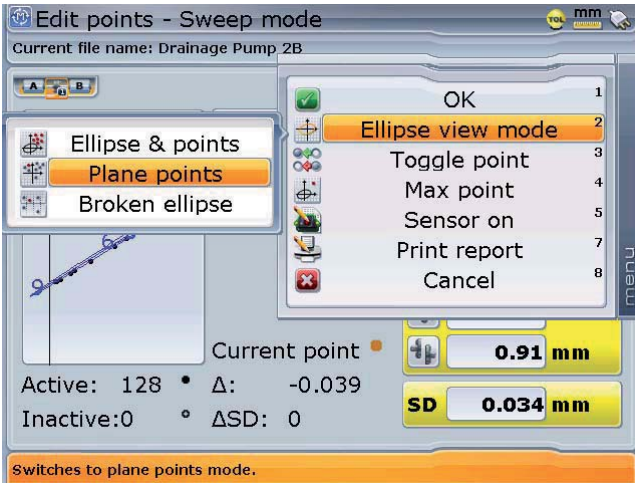 Edit points - Sweep mode
TOL mm
Current file name: Drainage Pump 2B
A B
OK 1
Ellipse view mode 2
Toggle point 3
Max point 4
Sensor on 5
Print report 7
Cancel 8
menu
Ellipse & points
Plane points
Broken ellipse
Current point
0.91 mm
Active: 128 Δ: -0.039
SD 0.034 mm
Inactive:0 ΔSD: 0
Switches to plane points mode.